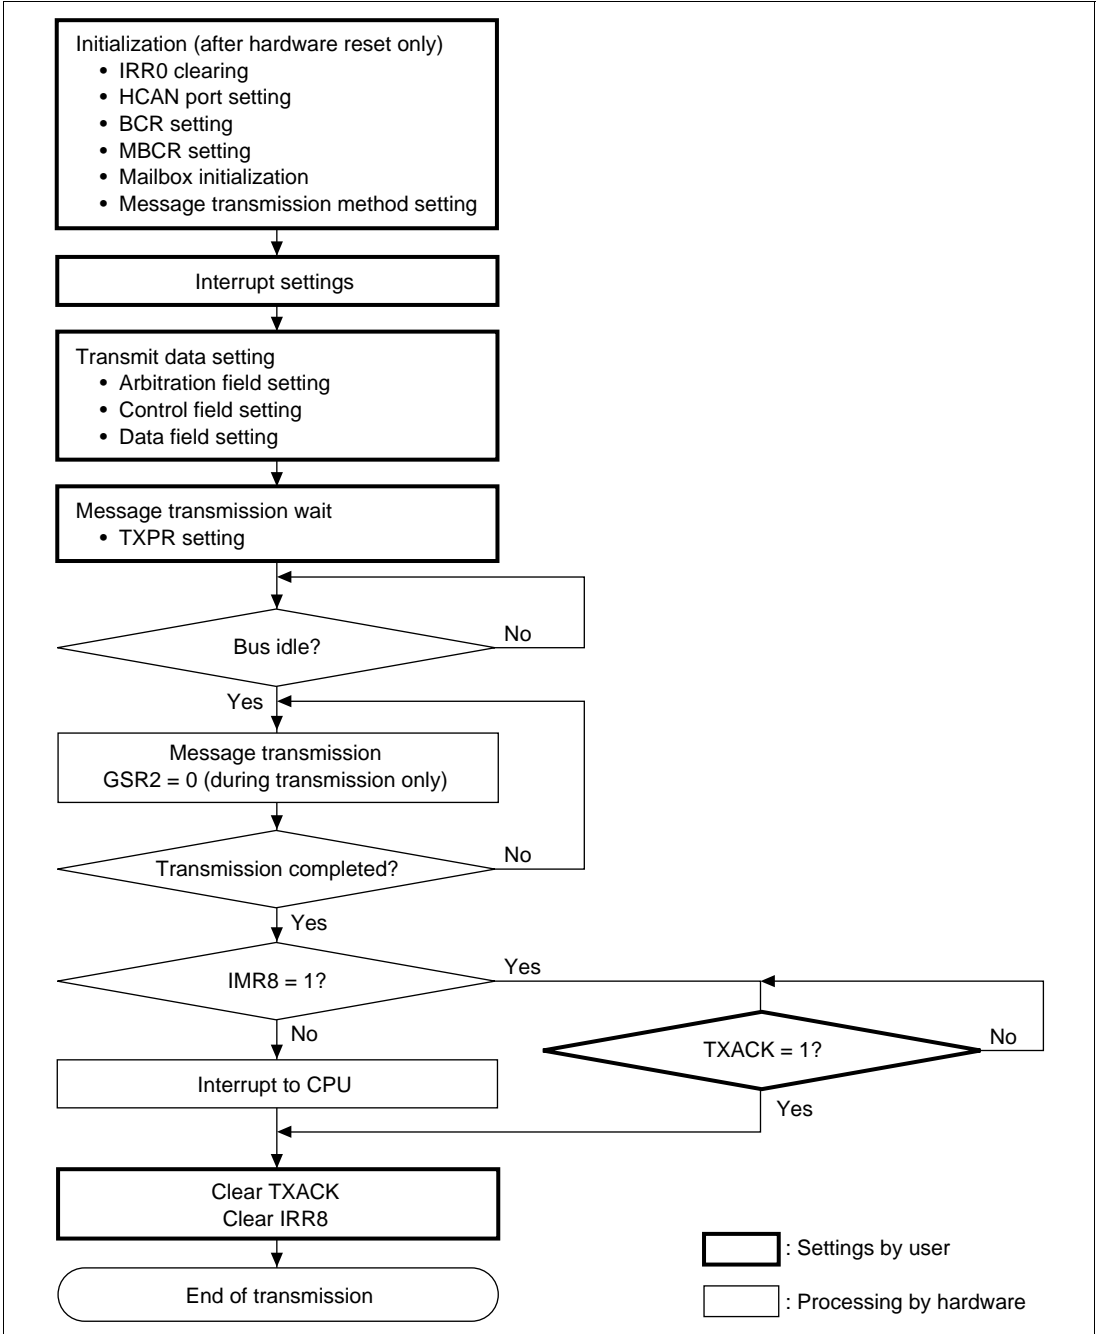 Initialization (after hardware reset only)
• IRR0 clearing
• HCAN port setting
• BCR setting
• MBCR setting
• Mailbox initialization
• Message transmission method setting
Interrupt settings
Transmit data setting
• Arbitration field setting
• Control field setting
• Data field setting
Message transmission wait
• TXPR setting
Bus idle?
No
Yes
Message transmission
GSR2 = 0 (during transmission only)
Transmission completed?
No
Yes
IMR8 = 1?
Yes
No
TXACK = 1?
No
Yes
Interrupt to CPU
Clear TXACK
Clear IRR8
End of transmission
: Settings by user
: Processing by hardware